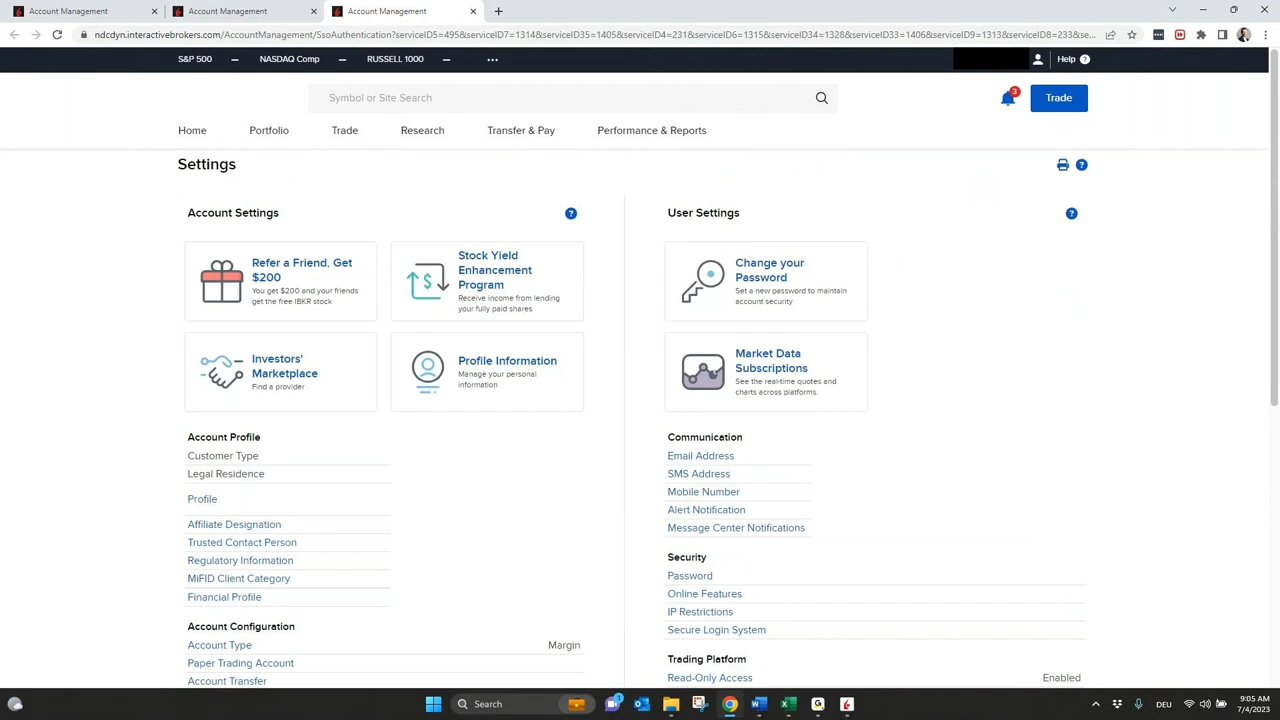 Account Management
Account Management
Account Management
ndcdyn.interactivebrokers.com/AccountManagement/SsoAuthentication?serviceID5=495&serviceID7=1314&serviceID35=1405&serviceID4=231&serviceID6=1315&serviceID34=1328&serviceID33=1406&serviceID9=1313&serviceID8=233&se...
S&P 500 —
NASDAQ Comp —
RUSSELL 1000 —
...
Help ?
Symbol or Site Search
3
Trade
Home
Portfolio
Trade
Research
Transfer & Pay
Performance & Reports
Settings
?
Account Settings
?
Refer a Friend, Get
$200
You get $200 and your friends
get the free IBKR stock
$
Stock Yield
Enhancement
Program
Receive income from lending
your fully paid shares
Investors'
Marketplace
Find a provider
Profile Information
Manage your personal
information
Account Profile
Customer Type
Legal Residence
Profile
Affiliate Designation
Trusted Contact Person
Regulatory Information
MiFID Client Category
Financial Profile
Account Configuration
Account Type Margin
Paper Trading Account
Account Transfer
User Settings
?
Change your
Password
Set a new password to maintain
account security
Market Data
Subscriptions
See the real-time quotes and
charts across platforms.
Communication
Email Address
SMS Address
Mobile Number
Alert Notification
Message Center Notifications
Security
Password
Online Features
IP Restrictions
Secure Login System
Trading Platform
Read-Only Access Enabled
Search
1
DEU
9:05 AM
7/4/2023